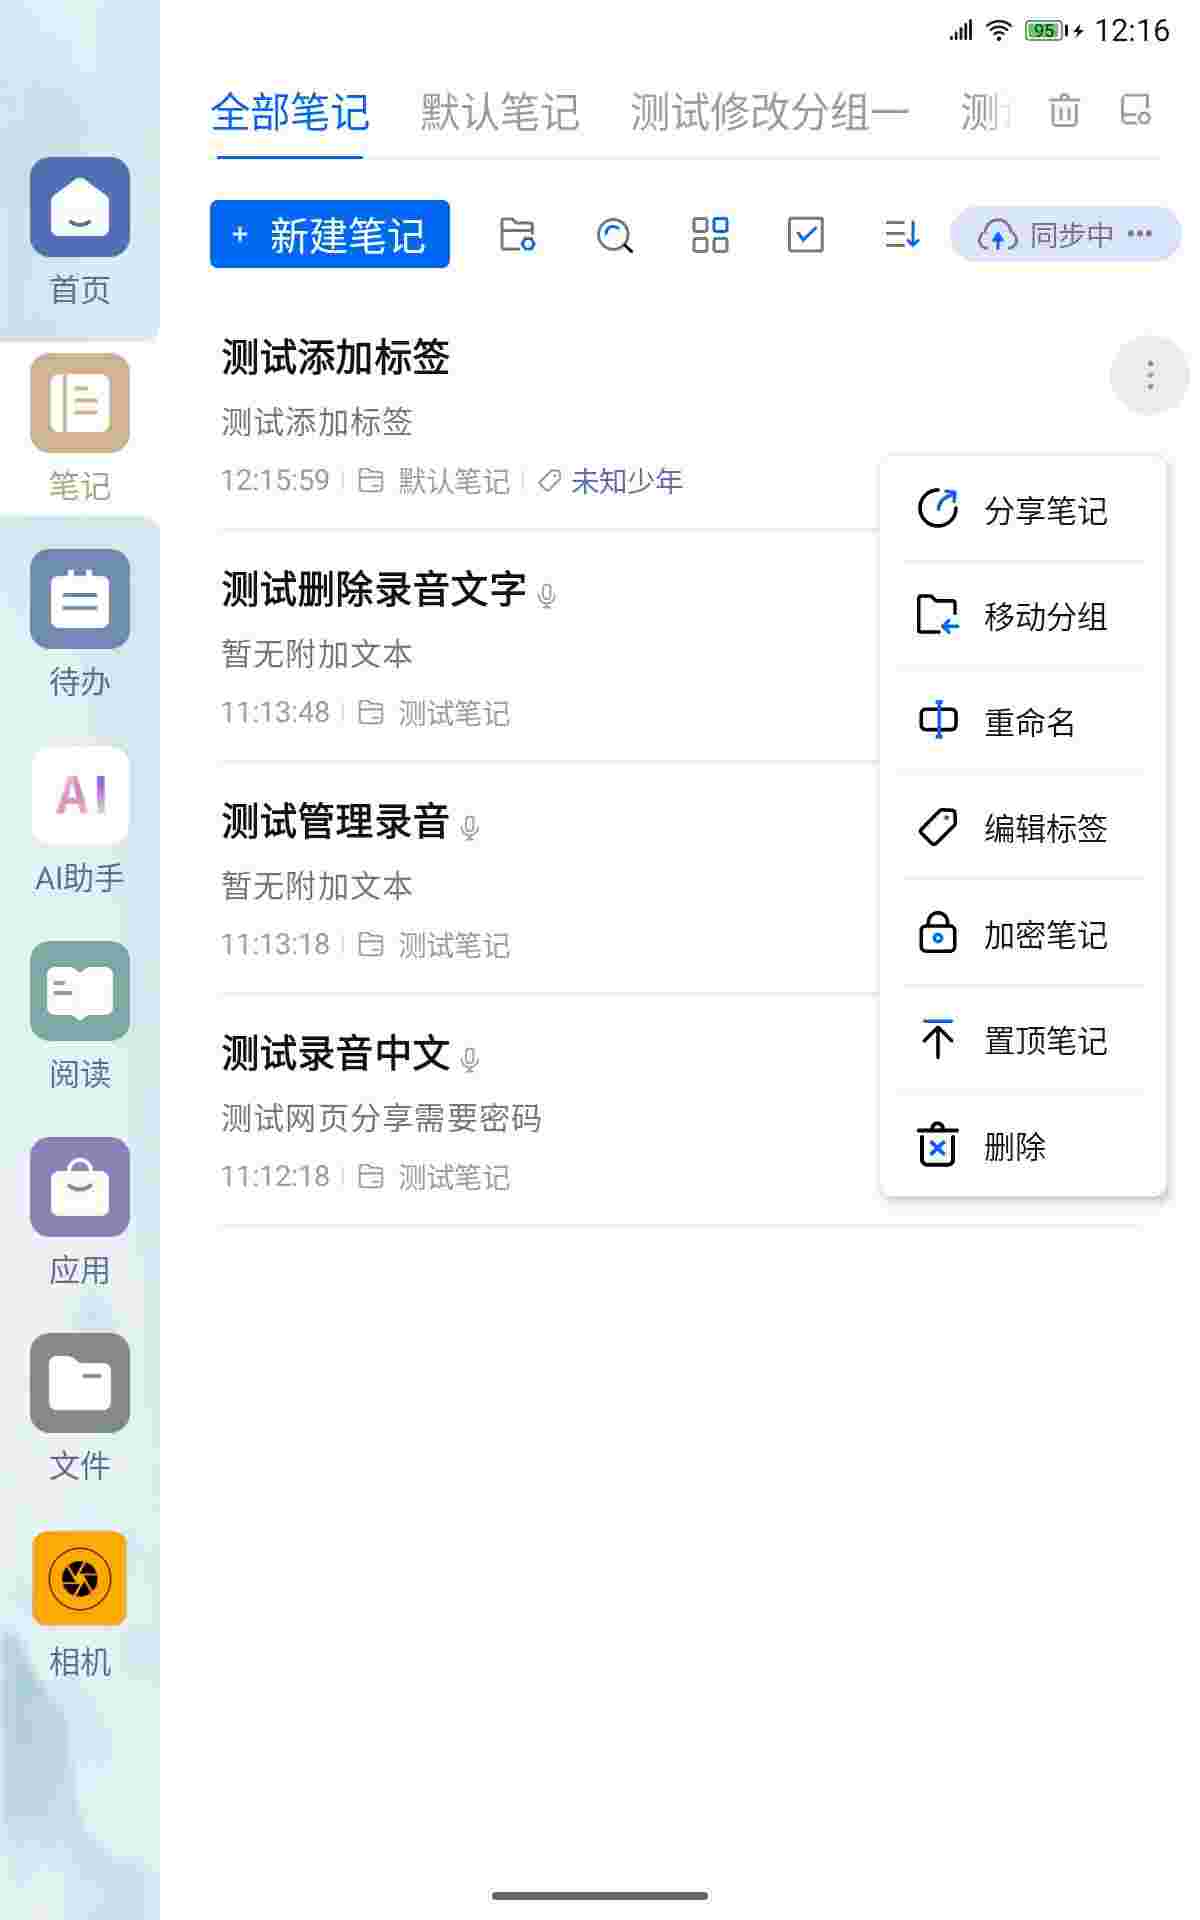 95 12:16
全部笔记 默认笔记 测试修改分组一 测
+ 新建笔记 同步中 •••
首页
笔记
待办
AI
AI助手
阅读
应用
文件
相机
测试添加标签
测试添加标签
12:15:59 默认笔记 未知少年
测试删除录音文字
暂无附加文本
11:13:48 测试笔记
测试管理录音
暂无附加文本
11:13:18 测试笔记
测试录音中文
测试网页分享需要密码
11:12:18 测试笔记
分享笔记
移动分组
重命名
编辑标签
加密笔记
置顶笔记
删除